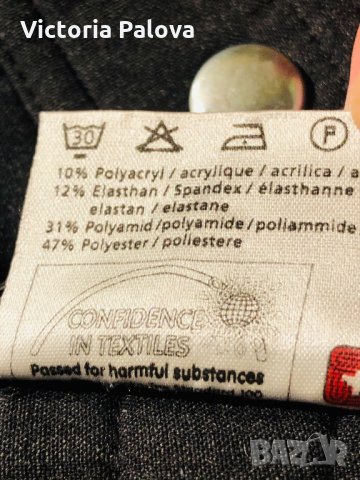 Victoria Palova
30 P
10% Polyacryl / acrylique / acrilica / a
12% Elasthan / Spandex / élasthanne
elastan / elastane
31% Polyamid/polyamide/poliammide
47% Polyester/poliestere
CONFIDENCE
IN TEXTILES
Passed for harmful substances
100
BAZAR